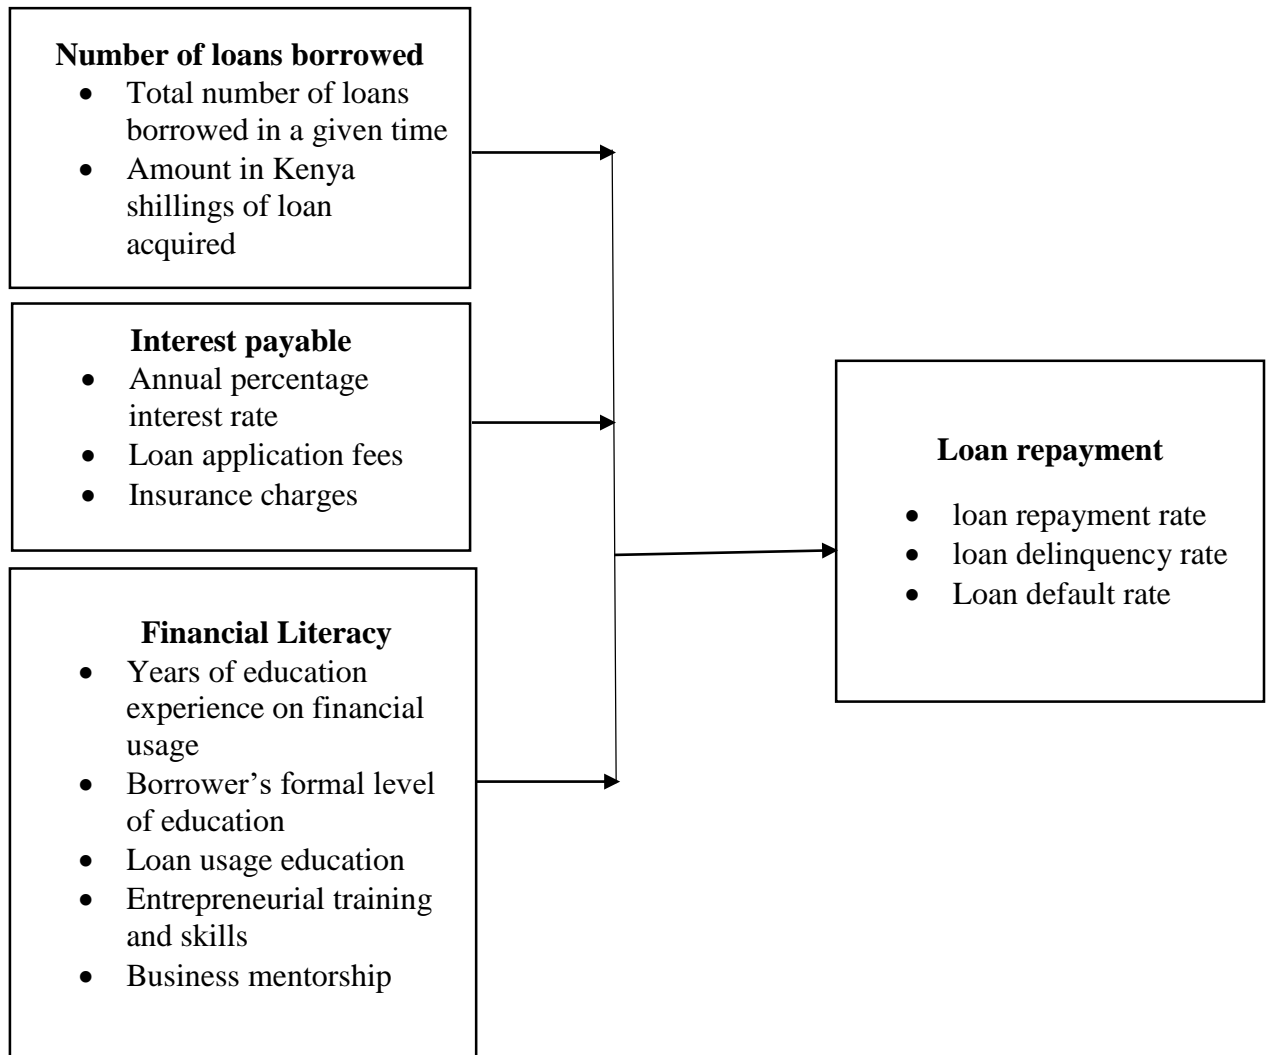 Number of loans borrowed
• Total number of loans
borrowed in a given time
• Amount in Kenya
shillings of loan
acquired
Interest payable
• Annual percentage
interest rate
• Loan application fees
• Insurance charges
Financial Literacy
• Years of education
experience on financial
usage
• Borrower’s formal level
of education
• Loan usage education
• Entrepreneurial training
and skills
• Business mentorship
Loan repayment
• loan repayment rate
• loan delinquency rate
• Loan default rate